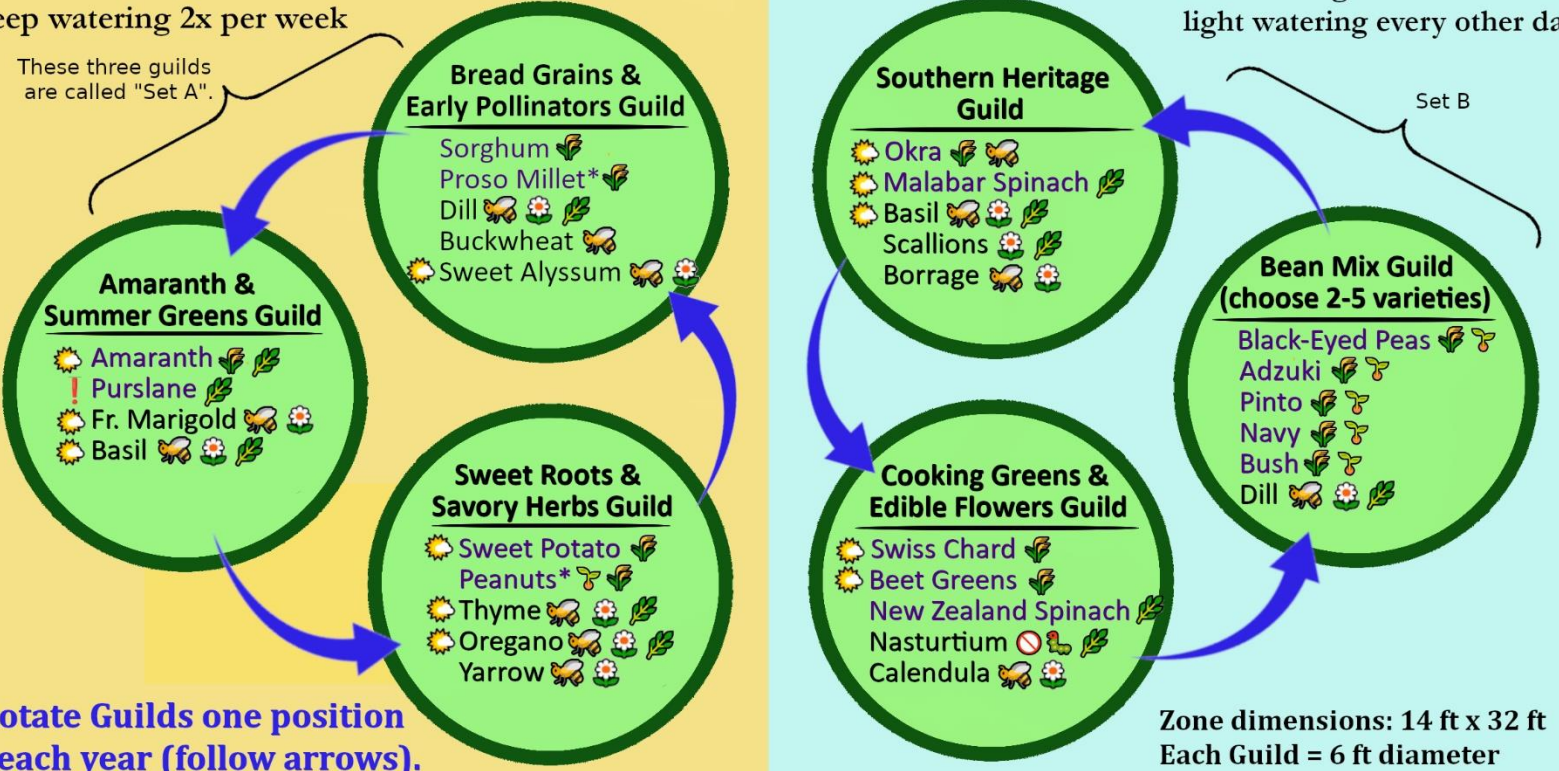 eep watering 2x per week
These three guilds
are called "Set A".
Bread Grains &
Early Pollinators Guild
Sorghum
Proso Millet*
Dill
Buckwheat
Sweet Alyssum
Amaranth &
Summer Greens Guild
Amaranth
Purslane
Fr. Marigold
Basil
Sweet Roots &
Savory Herbs Guild
Sweet Potato
Peanuts*
Thyme
Oregano
Yarrow
otate Guilds one position
each year (follow arrows).
light watering every other da
Set B
Southern Heritage
Guild
Okra
Malabar Spinach
Basil
Scallions
Borrage
Bean Mix Guild
(choose 2-5 varieties)
Black-Eyed Peas
Adzuki
Pinto
Navy
Bush
Dill
Cooking Greens &
Edible Flowers Guild
Swiss Chard
Beet Greens
New Zealand Spinach
Nasturtium
Calendula
Zone dimensions: 14 ft x 32 ft
Each Guild = 6 ft diameter